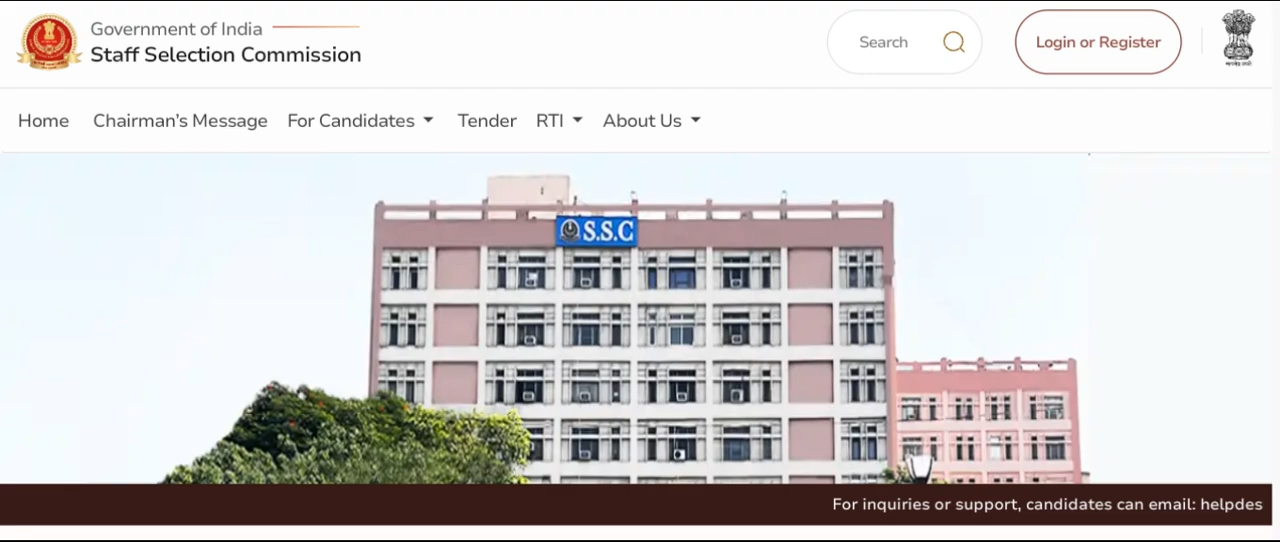 Government of India
Staff Selection Commission
Search
Login or Register
Home Chairman's Message For Candidates Tender RTI About Us
S.S.C
For inquiries or support, candidates can email: helpdes